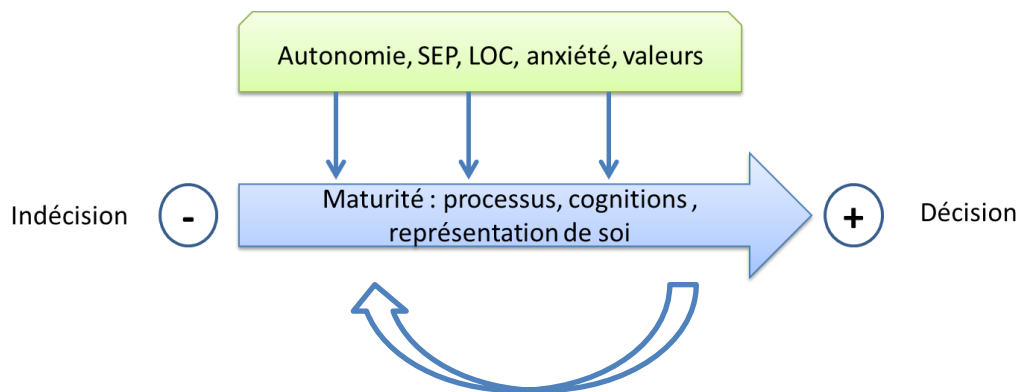 Autonomie, SEP, LOC, anxiété, valeurs
Indécision
-
Maturité : processus, cognitions ,
représentation de soi
+
Décision